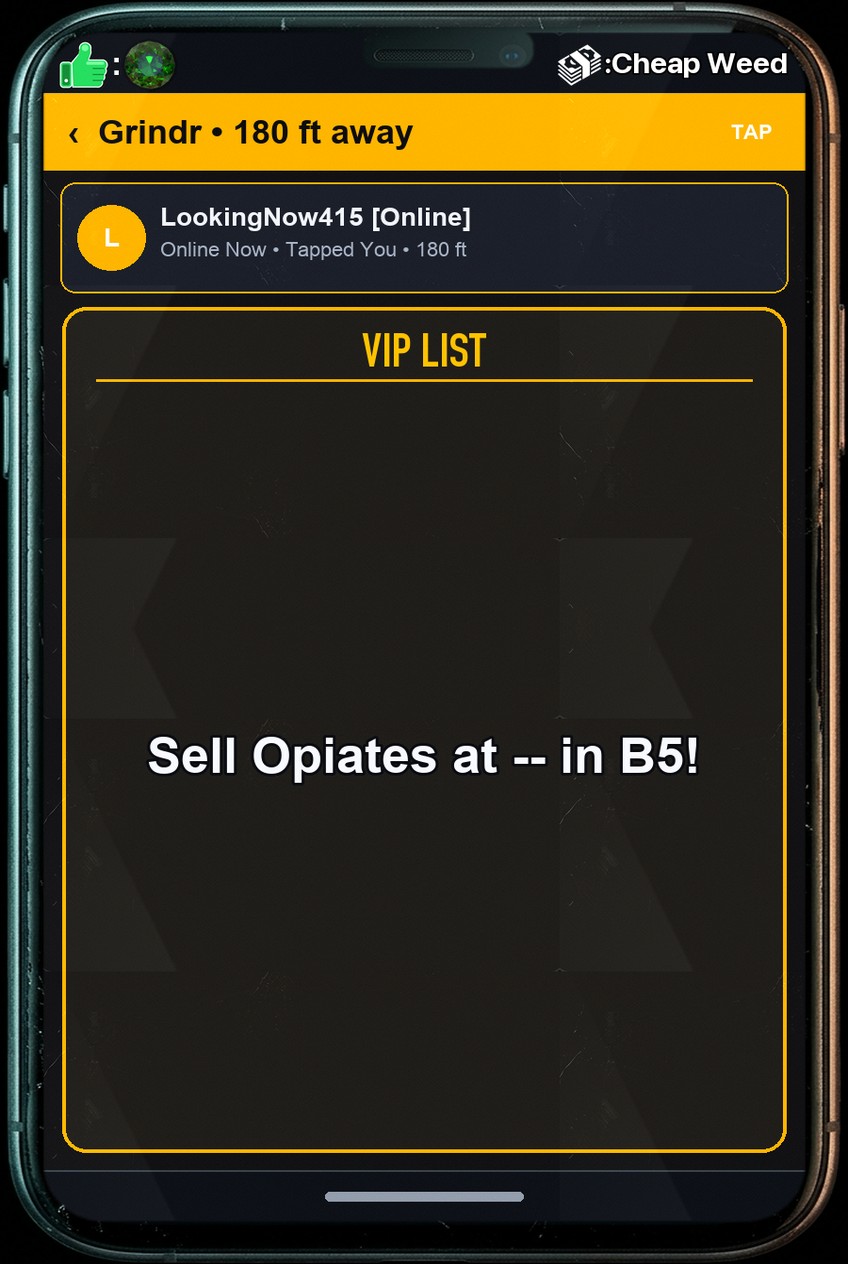 :
:Cheap Weed
‹ Grindr • 180 ft away
TAP
L
LookingNow415 [Online]
Online Now • Tapped You • 180 ft
VIP LIST
Sell Opiates at -- in B5!